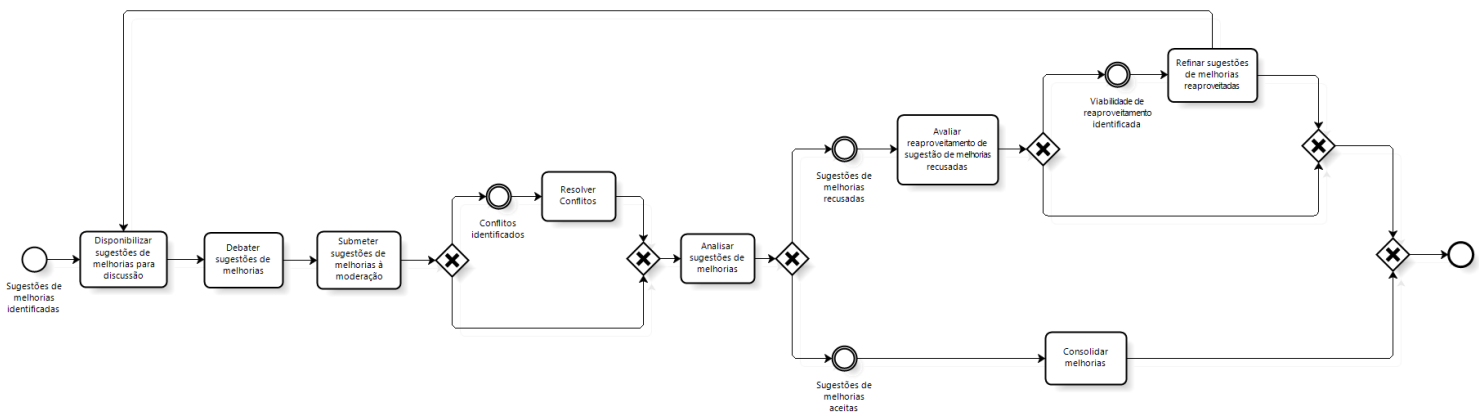 Sugestões de
melhorias
identificadas
Disponibilizar
sugestões de
melhorias para
discussão
Debater
sugestões de
melhorias
Submeter
sugestões de
melhorias à
moderação
Conflitos
identificados
Resolver
Conflitos
Analisar
sugestões de
melhorias
Sugestões de
melhorias
recusadas
Avaliar
reaproveitamento de
sugestão de melhorias
recusadas
Viabilidade de
reaproveitamento
identificada
Refinar sugestões
de melhorias
reaproveitadas
Sugestões de
melhorias
aceitas
Consolidar
melhorias